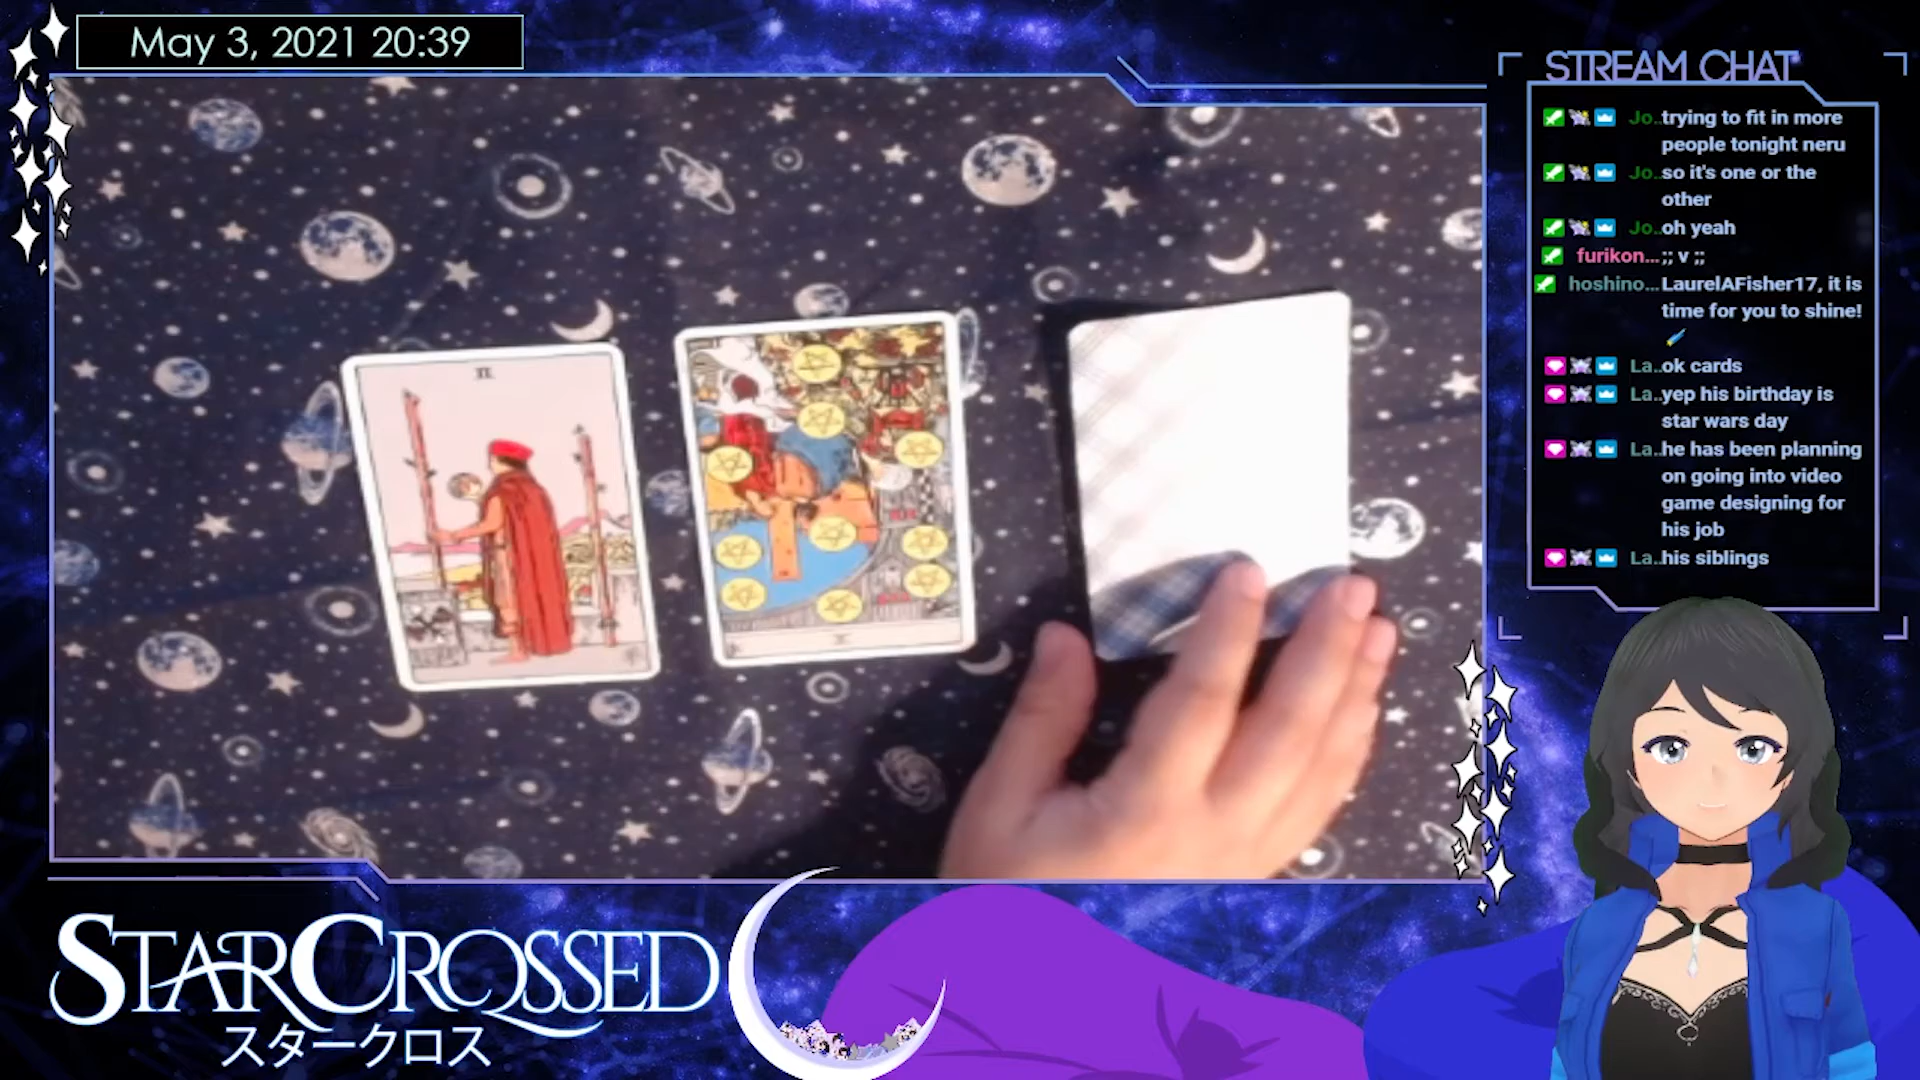 May 3, 2021 20:39
STREAM CHAT
Jo..trying to fit in more
people tonight neru
Jo..so it's one or the
other
Jo..oh yeah
furikon...;; v ;;
hoshino...LaurelAFisher17, it is
time for you to shine!
La..ok cards
La..yep his birthday is
star wars day
La..he has been planning
on going into video
game designing for
his job
La..his siblings
II
X
STARCROSSED
スタークロス